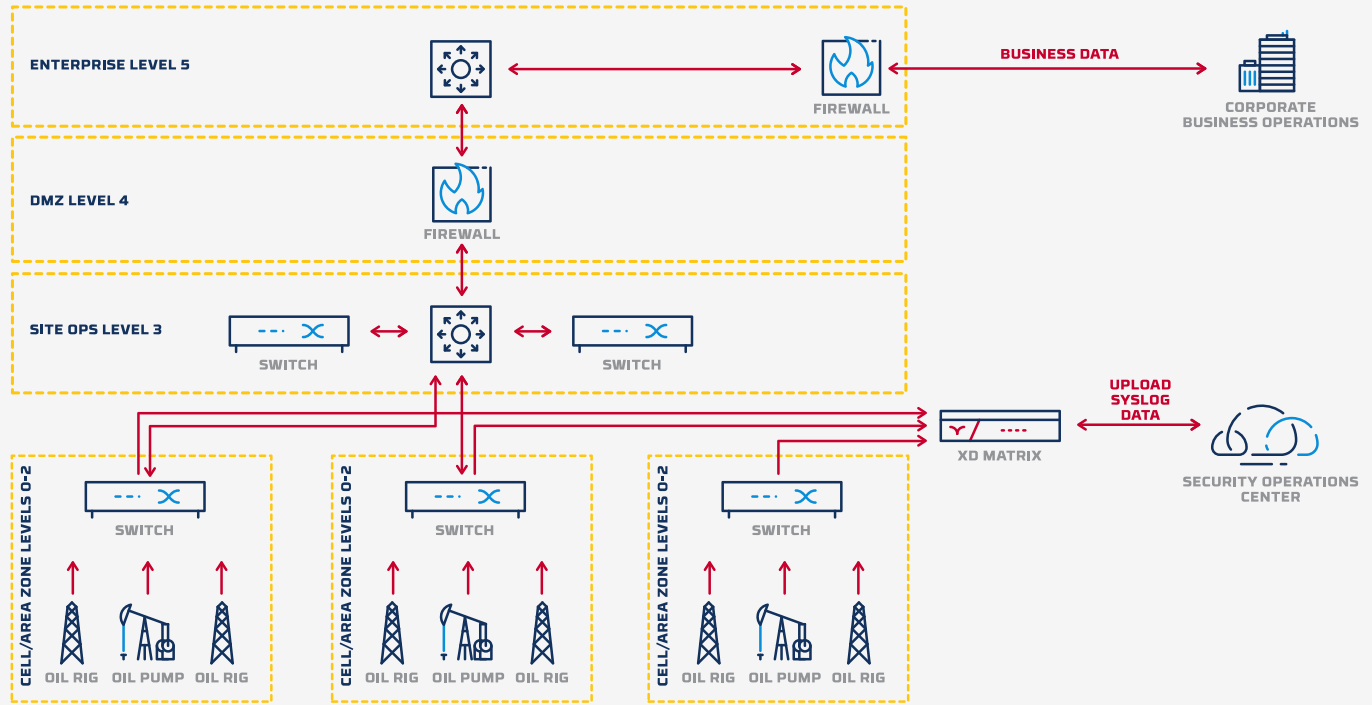 ENTERPRISE LEVEL 5
FIREWALL
BUSINESS DATA
CORPORATE
BUSINESS OPERATIONS
DMZ LEVEL 4
FIREWALL
SITE OPS LEVEL 3
SWITCH
SWITCH
UPLOAD
SYSLOG
DATA
XD MATRIX
SECURITY OPERATIONS
CENTER
CELL/AREA ZONE LEVELS 0-2
SWITCH
OIL RIG
OIL PUMP
OIL RIG
CELL/AREA ZONE LEVELS 0-2
SWITCH
OIL RIG
OIL PUMP
OIL RIG
CELL/AREA ZONE LEVELS 0-2
SWITCH
OIL RIG
OIL PUMP
OIL RIG